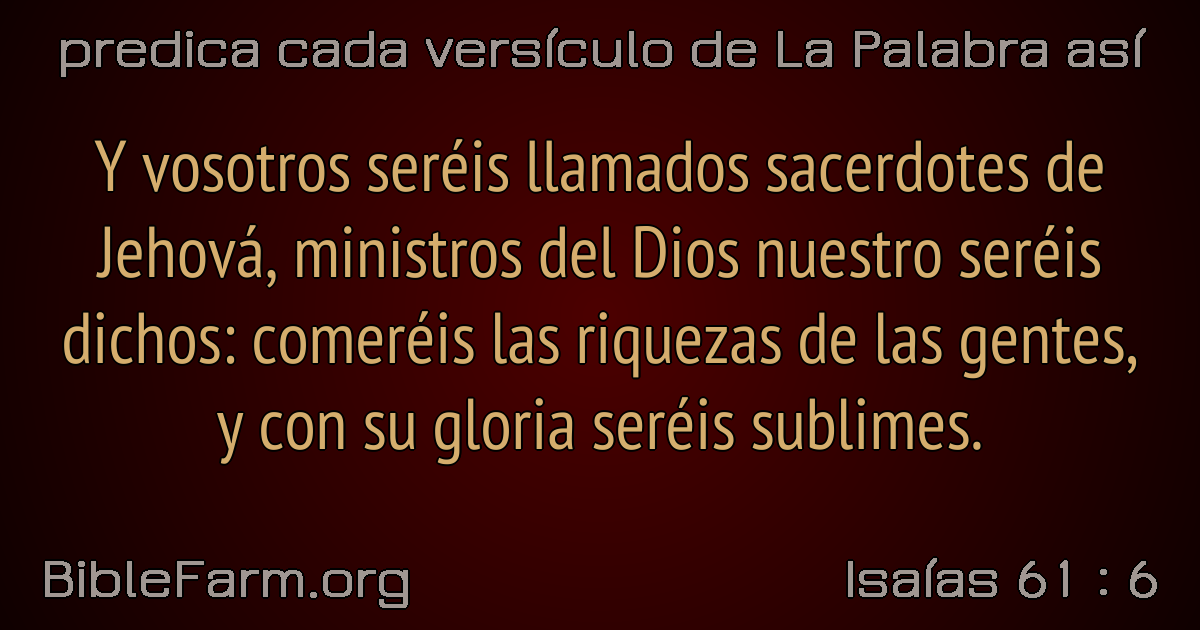 predica cada versículo de La Palabra así
Y vosotros seréis llamados sacerdotes de
Jehová, ministros del Dios nuestro seréis
dichos: comeréis las riquezas de las gentes,
y con su gloria seréis sublimes.
BibleFarm.org
Isaías 61 : 6